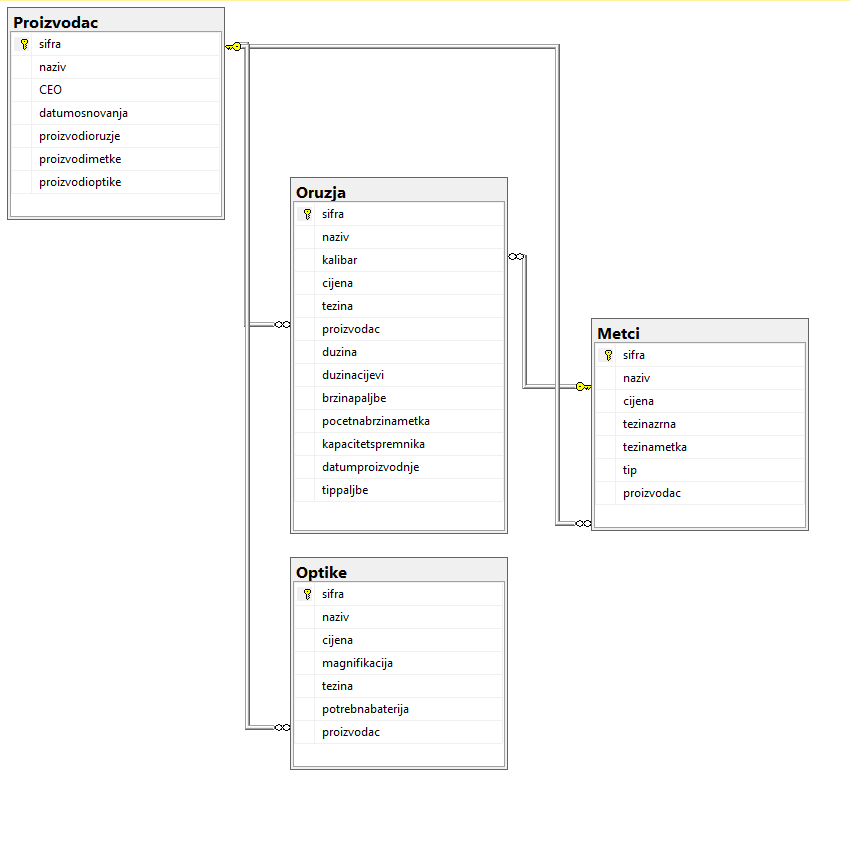 Proizvodac
sifra
naziv
CEO
datumosnovanja
proizvodioruzje
proizvodimetke
proizvodioptike
Oruzja
sifra
naziv
kalibar
cijena
tezina
proizvodac
duzina
duzinacijevi
brzinapaljbe
pocetnabrzinametka
kapacitetspremnika
datumproizvodnje
tippaljbe
Metci
sifra
naziv
cijena
tezinazrna
tezinametka
tip
proizvodac
Optike
sifra
naziv
cijena
magnifikacija
tezina
potrebnabaterija
proizvodac